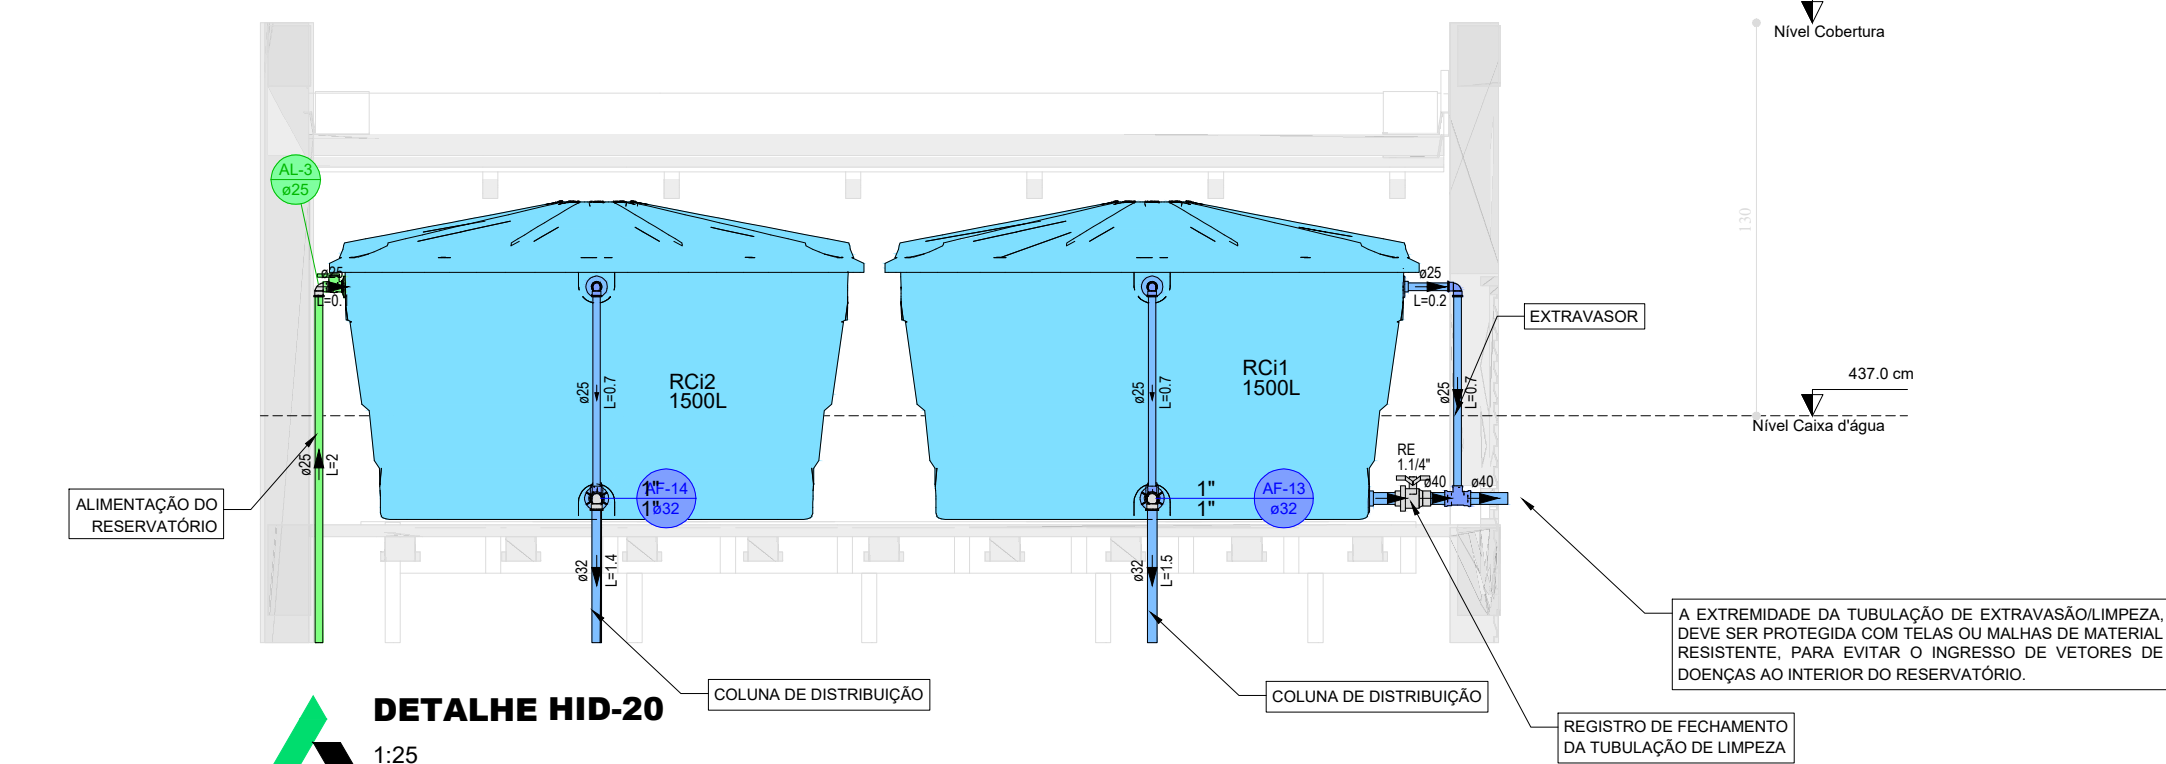 Nível Cobertura
130
AL-3
ø25
ø25
L=0.
ø25
L=0.2
EXTRAVASOR
RCi2
1500L
RCi1
1500L
ø25
L=0.7
ø25
L=0.7
ø25
L=0.7
437.0 cm
Nível Caixa d'água
ø25
L=2
RE
1.1/4"
ø40
ø40
1"
1"
AF-14
ø32
1"
1"
AF-13
ø32
ALIMENTAÇÃO DO
RESERVATÓRIO
ø32
L=1.4
ø32
L=1.5
A EXTREMIDADE DA TUBULAÇÃO DE EXTRAVASÃO/LIMPEZA,
DEVE SER PROTEGIDA COM TELAS OU MALHAS DE MATERIAL
RESISTENTE, PARA EVITAR O INGRESSO DE VETORES DE
DOENÇAS AO INTERIOR DO RESERVATÓRIO.
COLUNA DE DISTRIBUIÇÃO
COLUNA DE DISTRIBUIÇÃO
REGISTRO DE FECHAMENTO
DA TUBULAÇÃO DE LIMPEZA
DETALHE HID-20
1:25